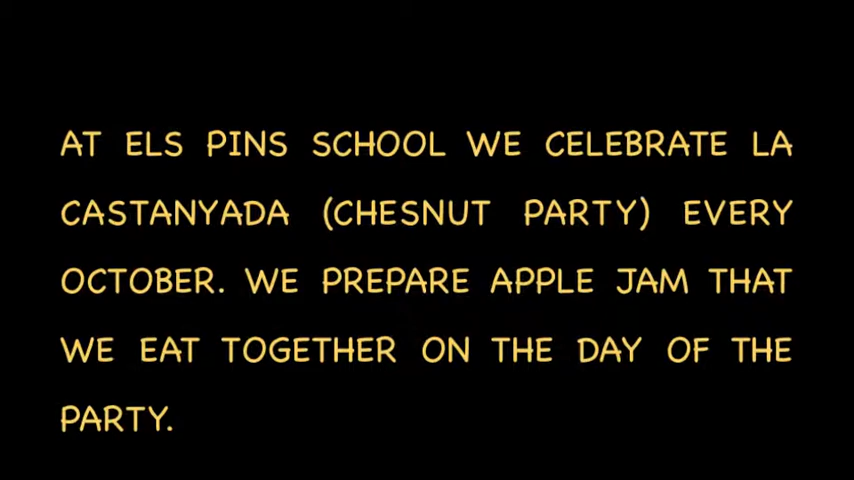 AT ELS PINS SCHOOL WE CELEBRATE LA
CASTANYADA (CHESNUT PARTY) EVERY
OCTOBER. WE PREPARE APPLE JAM THAT
WE EAT TOGETHER ON THE DAY OF THE
PARTY.